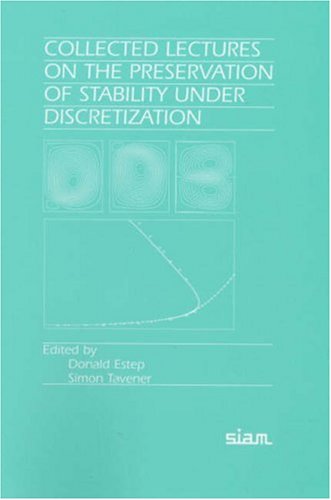 COLLECTED LECTURES
ON THE PRESERVATION
OF STABILITY UNDER
DISCRETIZATION
Edited by
Donald Estep
Simon Tavener
siam